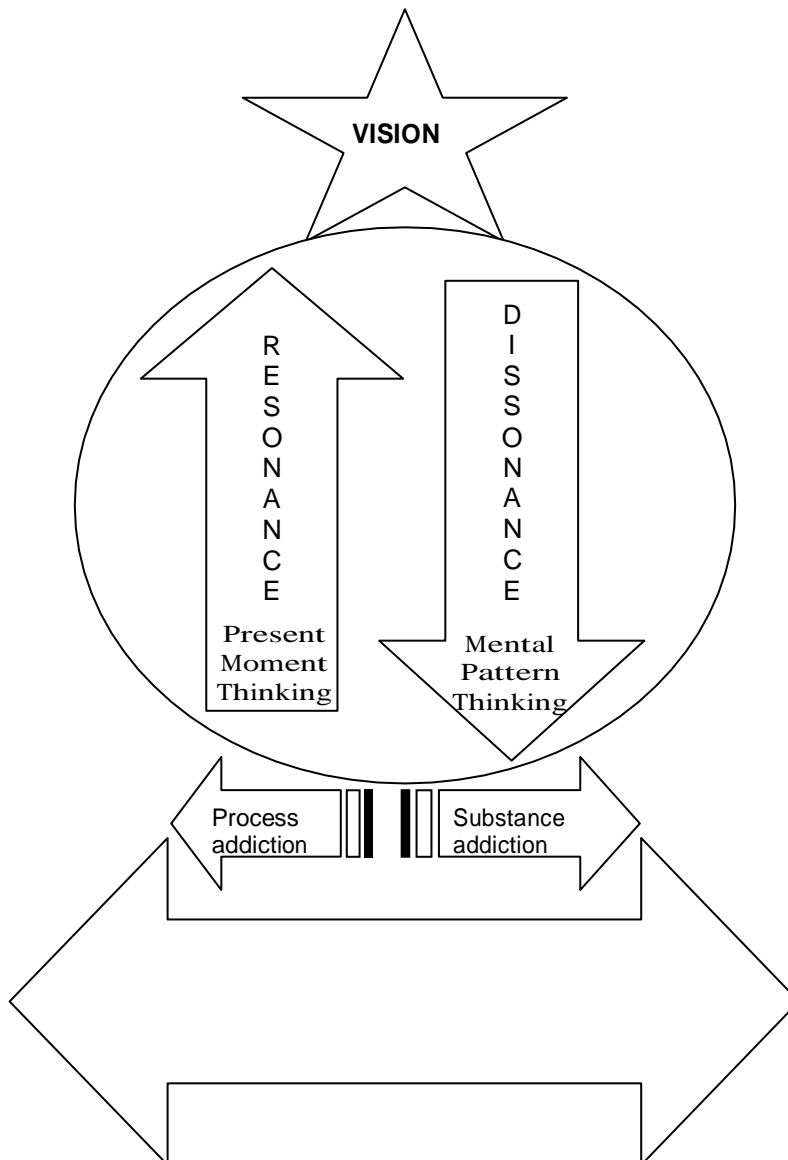 VISION
RESONANCE
Present
Moment
Thinking
DISSONANCE
Mental
Pattern
Thinking
Process
addiction
Substance
addiction